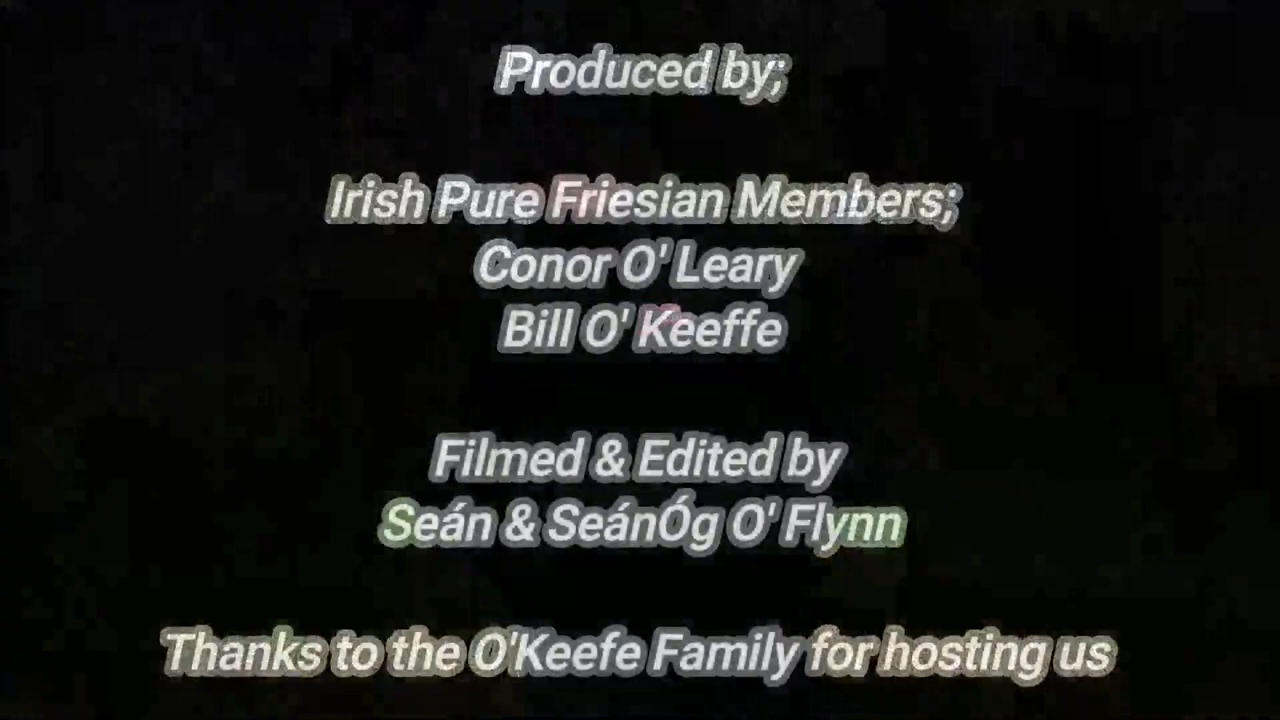 Produced by;
Irish Pure Friesian Members;
Conor O' Leary
Bill O' Keeffe
Filmed & Edited by
Seán & SeánÓg O' Flynn
Thanks to the O'Keefe Family for hosting us